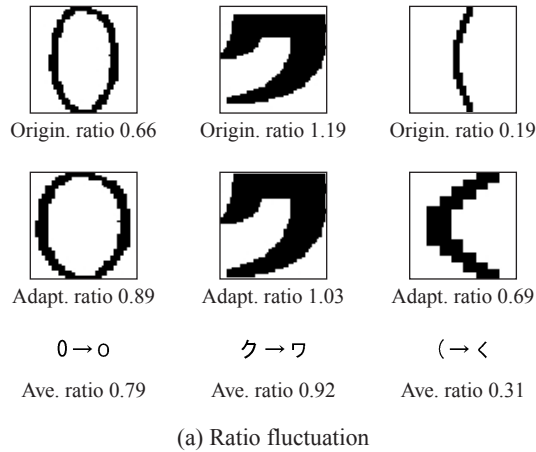 Origin. ratio 0.66 Origin. ratio 1.19 Origin. ratio 0.19
Adapt. ratio 0.89 Adapt. ratio 1.03 Adapt. ratio 0.69
0→o ク→ワ (→く
Ave. ratio 0.79 Ave. ratio 0.92 Ave. ratio 0.31
(a) Ratio fluctuation